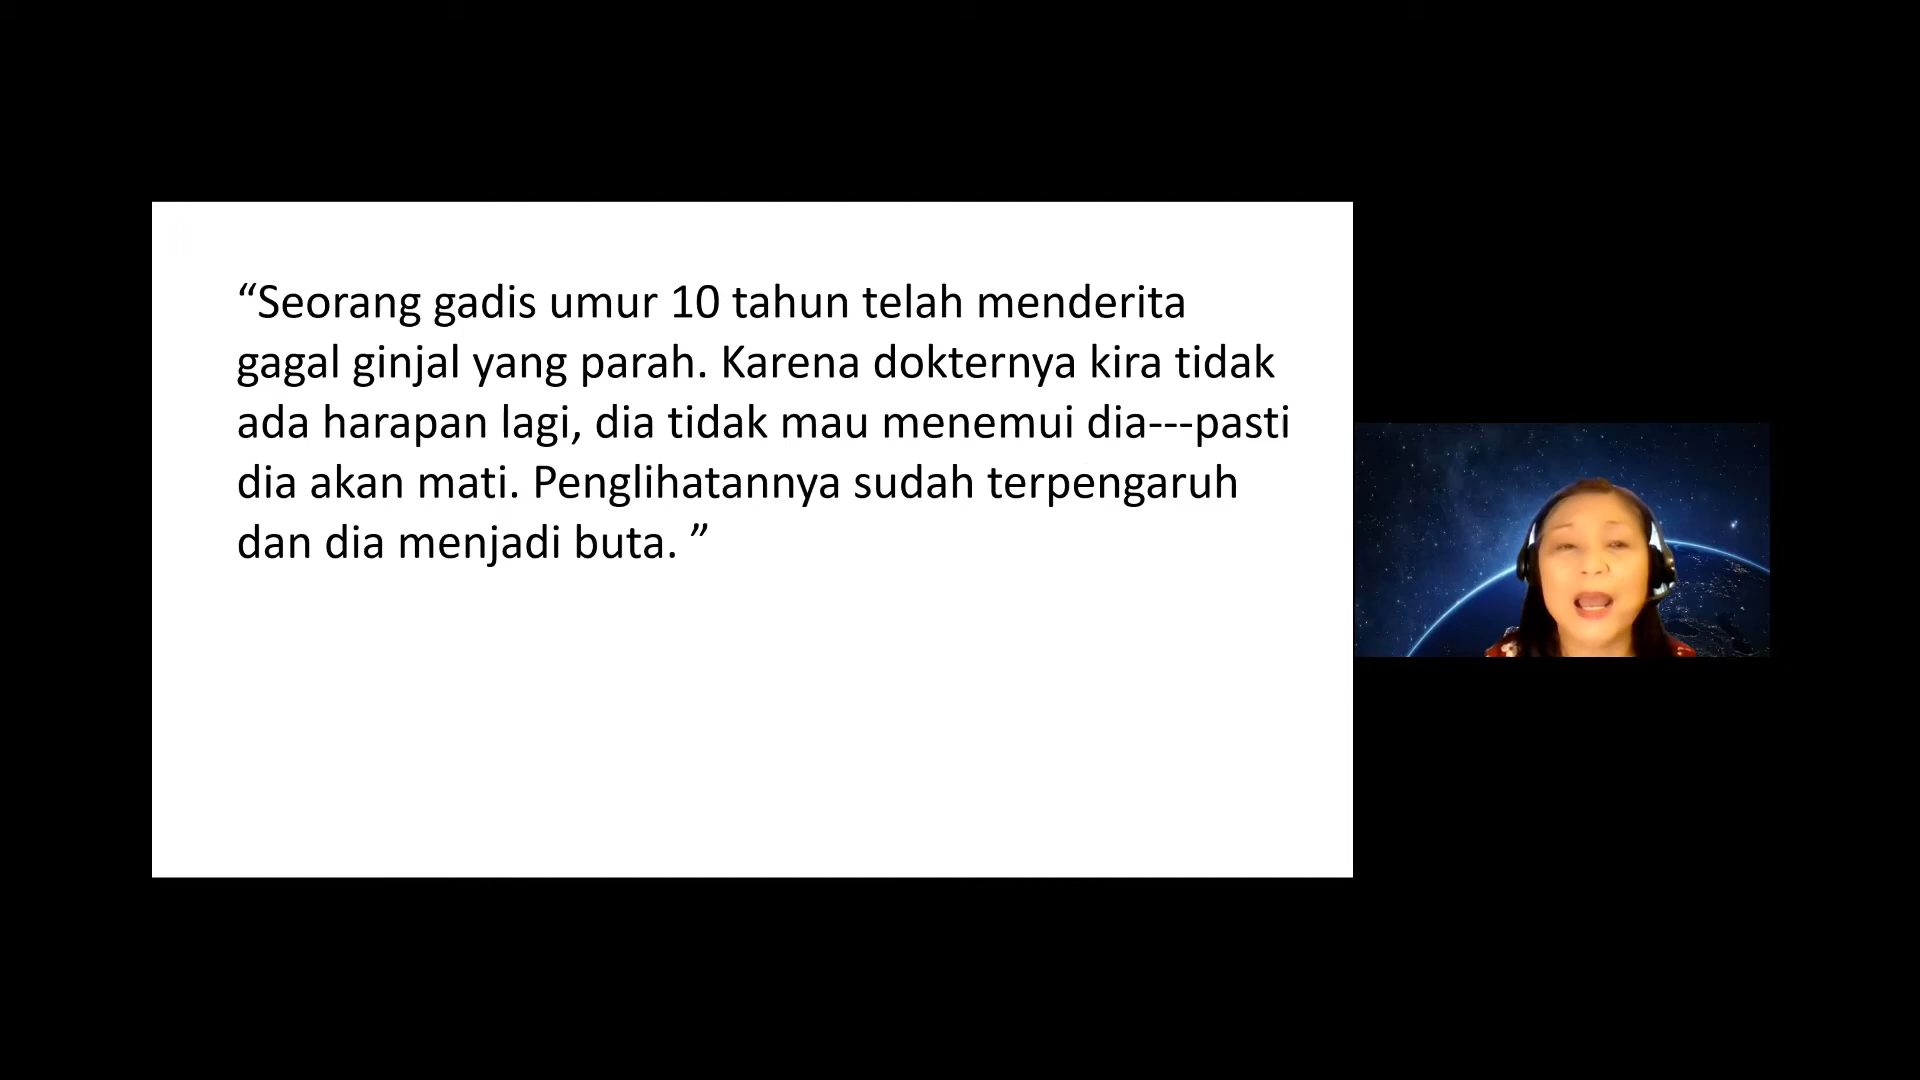 “Seorang gadis umur 10 tahun telah menderita
gagal ginjal yang parah. Karena dokternya kira tidak
ada harapan lagi, dia tidak mau menemui dia---pasti
dia akan mati. Penglihatannya sudah terpengaruh
dan dia menjadi buta. ”